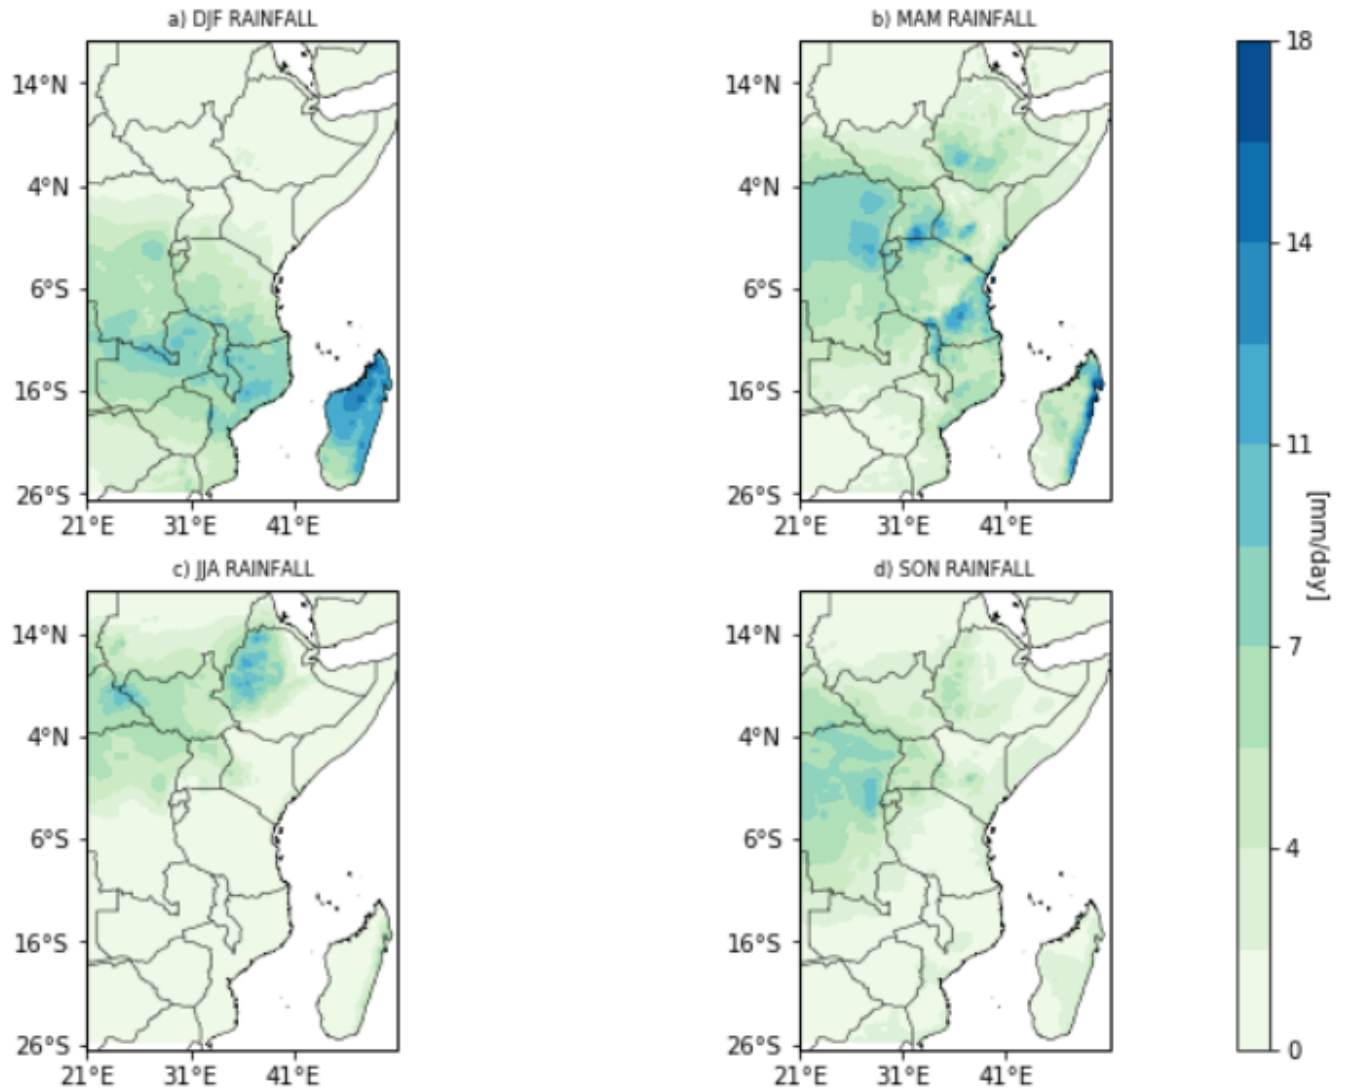 a) DJF RAINFALL
b) MAM RAINFALL
14°N
4°N
6°S
16°S
26°S
21°E 31°E 41°E
14°N
4°N
6°S
16°S
26°S
21°E 31°E 41°E
c) JJA RAINFALL
d) SON RAINFALL
14°N
4°N
6°S
16°S
26°S
21°E 31°E 41°E
14°N
4°N
6°S
16°S
26°S
21°E 31°E 41°E
18
14
11
7
4
0
[mm/day]